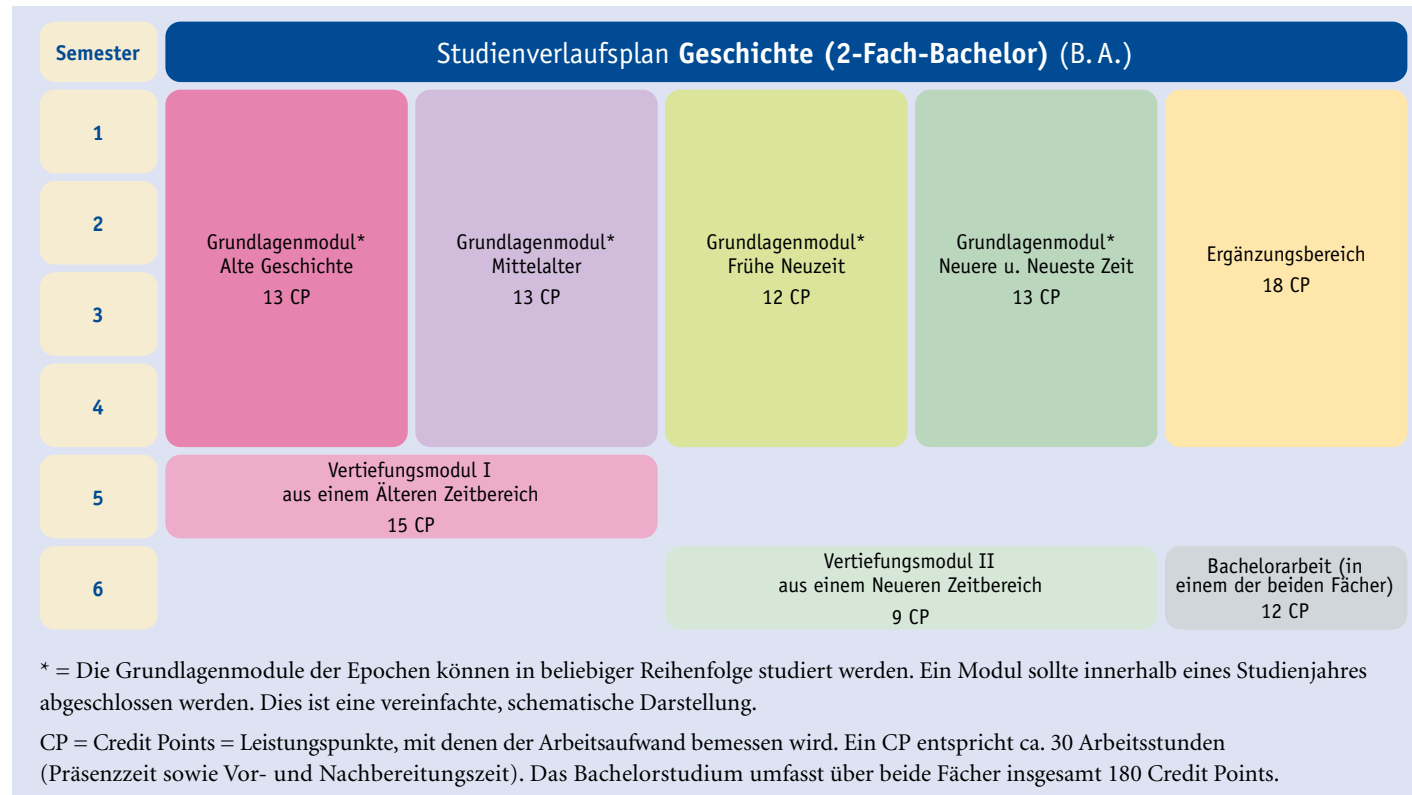 Semester
Studienverlaufsplan Geschichte (2-Fach-Bachelor) (B. A.)
1
2
3
4
5
6
Grundlagenmodul*
Alte Geschichte
13 CP
Grundlagenmodul*
Mittelalter
13 CP
Grundlagenmodul*
Frühe Neuzeit
12 CP
Grundlagenmodul*
Neuere u. Neueste Zeit
13 CP
Ergänzungsbereich
18 CP
Vertiefungsmodul I
aus einem Älteren Zeitbereich
15 CP
Vertiefungsmodul II
aus einem Neueren Zeitbereich
9 CP
Bachelorarbeit (in
einem der beiden Fächer)
12 CP
* = Die Grundlagenmodule der Epochen können in beliebiger Reihenfolge studiert werden. Ein Modul sollte innerhalb eines Studienjahres
abgeschlossen werden. Dies ist eine vereinfachte, schematische Darstellung.
CP = Credit Points = Leistungspunkte, mit denen der Arbeitsaufwand bemessen wird. Ein CP entspricht ca. 30 Arbeitsstunden
(Präsenzzeit sowie Vor- und Nachbereitungszeit). Das Bachelorstudium umfasst über beide Fächer insgesamt 180 Credit Points.